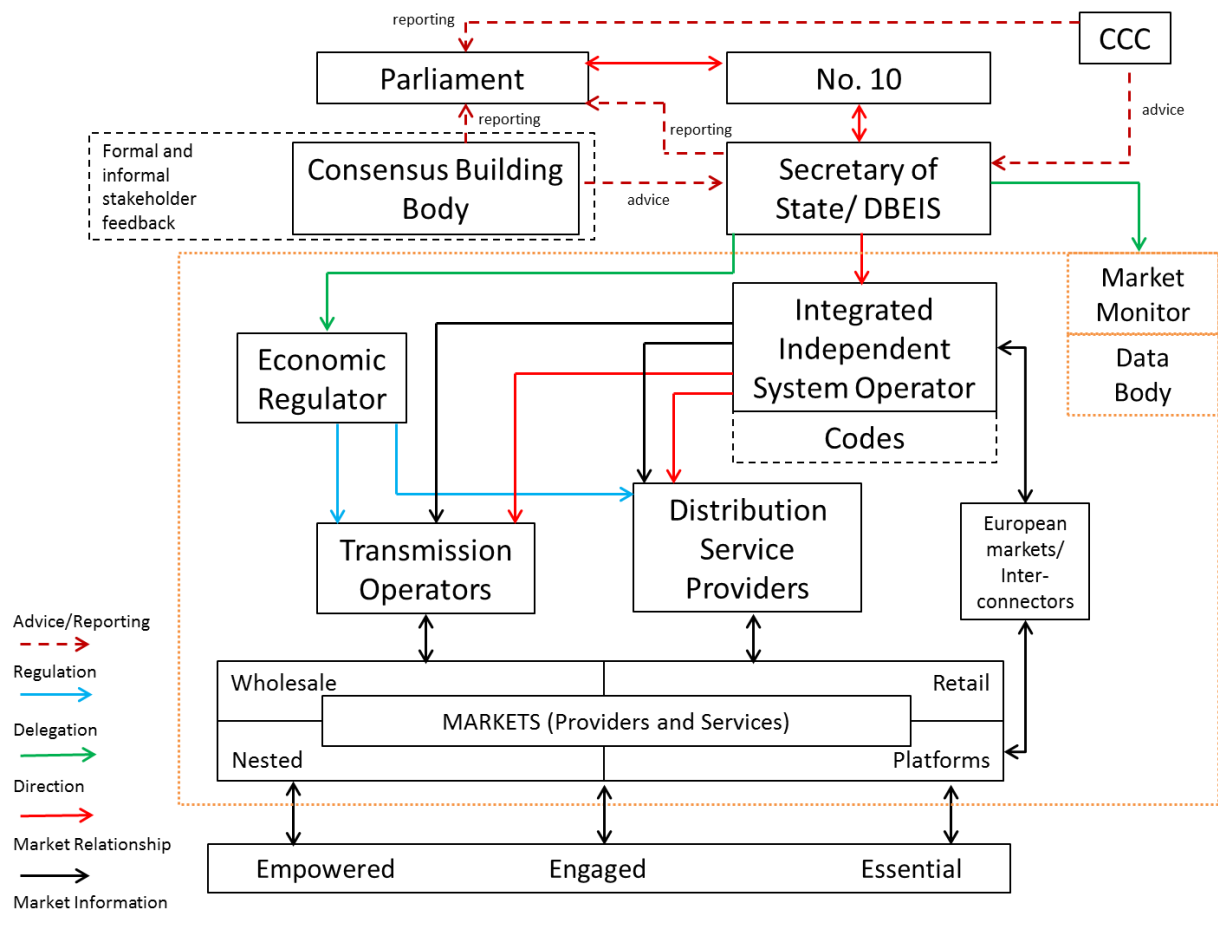 reporting
CCC
Parliament
No. 10
advice
reporting
reporting
Formal and
informal
stakeholder
feedback
Consensus Building
Body
advice
Secretary of
State/ DBEIS
Market
Monitor
Data
Body
Integrated
Independent
System Operator
Codes
Economic
Regulator
Transmission
Operators
Distribution
Service
Providers
European
markets/
Inter-
connectors
Advice/Reporting
Regulation
Delegation
Direction
Market Relationship
Market Information
Wholesale
Retail
MARKETS (Providers and Services)
Nested
Platforms
Empowered
Engaged
Essential